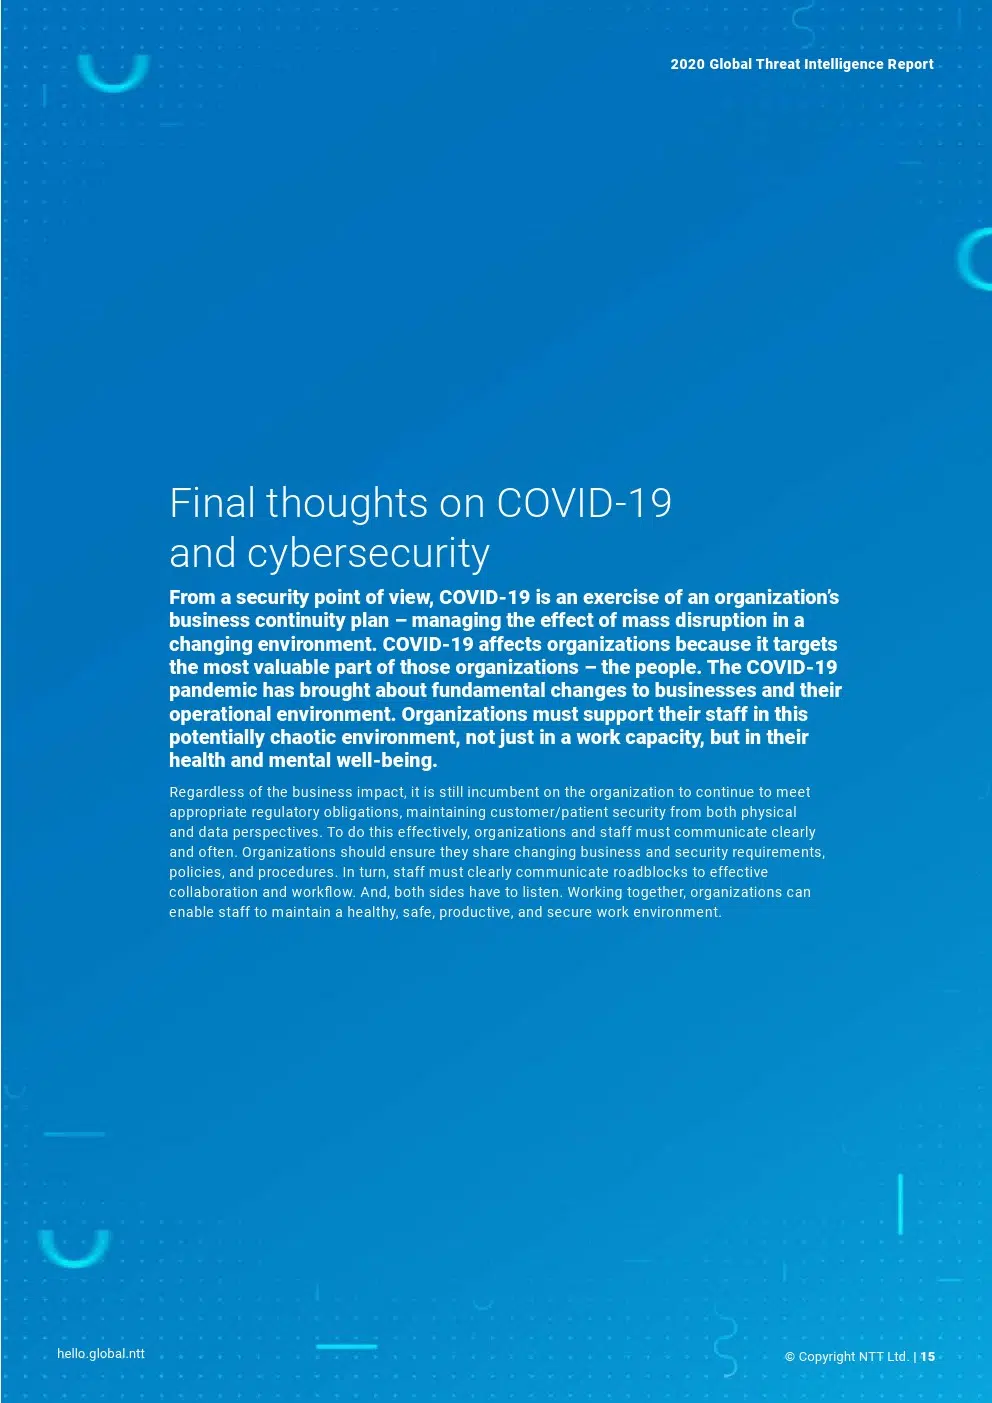 2020 Global Threat Intelligence Report
Final thoughts on COVID-19
and cybersecurity
From a security point of view, COVID-19 is an exercise of an organization’s
business continuity plan – managing the effect of mass disruption in a
changing environment. COVID-19 affects organizations because it targets
the most valuable part of those organizations – the people. The COVID-19
pandemic has brought about fundamental changes to businesses and their
operational environment. Organizations must support their staff in this
potentially chaotic environment, not just in a work capacity, but in their
health and mental well-being.
Regardless of the business impact, it is still incumbent on the organization to continue to meet
appropriate regulatory obligations, maintaining customer/patient security from both physical
and data perspectives. To do this effectively, organizations and staff must communicate clearly
and often. Organizations should ensure they share changing business and security requirements,
policies, and procedures. In turn, staff must clearly communicate roadblocks to effective
collaboration and workflow. And, both sides have to listen. Working together, organizations can
enable staff to maintain a healthy, safe, productive, and secure work environment.
hello.global.ntt
© Copyright NTT Ltd. | 15